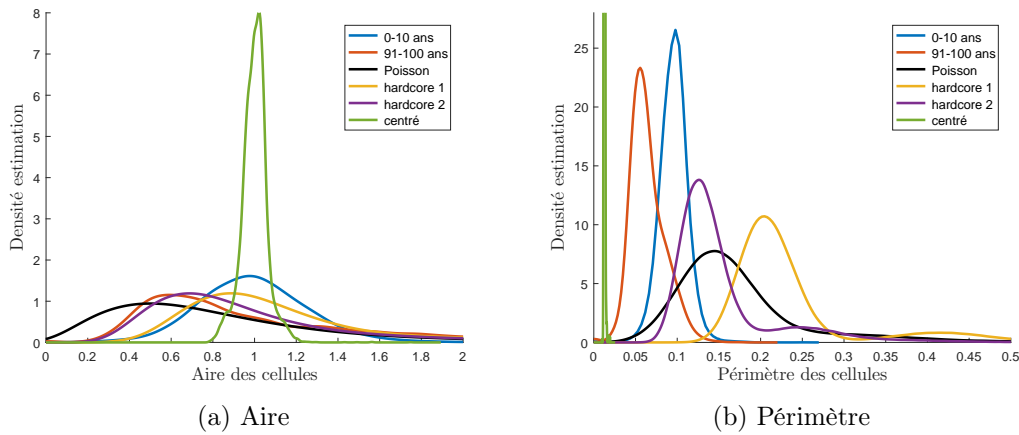 8
7
6
5
4
3
2
1
0
Densité estimation
0 0.2 0.4 0.6 0.8 1 1.2 1.4 1.6 1.8 2
Aire des cellules
0-10 ans
91-100 ans
Poisson
hardcore 1
hardcore 2
centré
(a) Aire
25
20
15
10
5
0
Densité estimation
0 0.05 0.1 0.15 0.2 0.25 0.3 0.35 0.4 0.45 0.5
Périmètre des cellules
0-10 ans
91-100 ans
Poisson
hardcore 1
hardcore 2
centré
(b) Périmètre